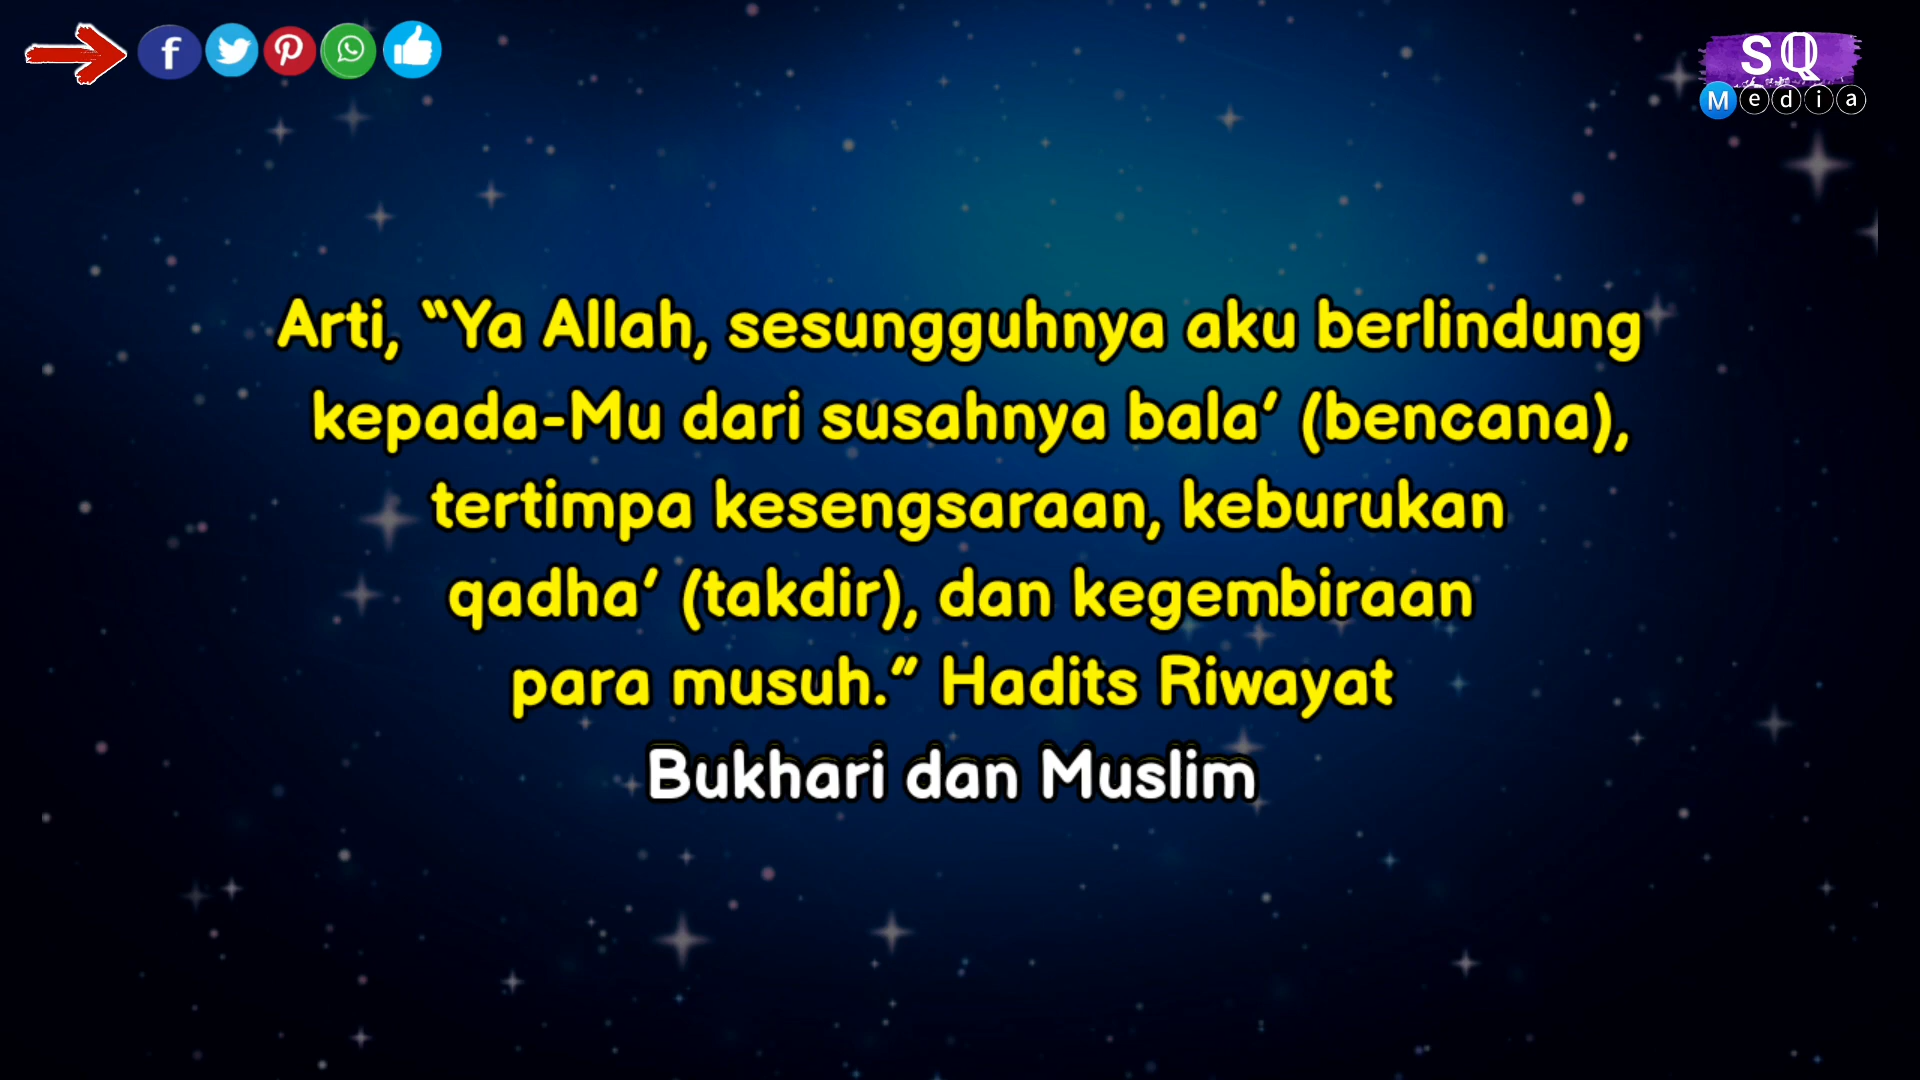 SQ
Media
Arti, “Ya Allah, sesungguhnya aku berlindung
kepada-Mu dari susahnya bala’ (bencana),
tertimpa kesengsaraan, keburukan
qadha’ (takdir), dan kegembiraan
para musuh.” Hadits Riwayat
Bukhari dan Muslim